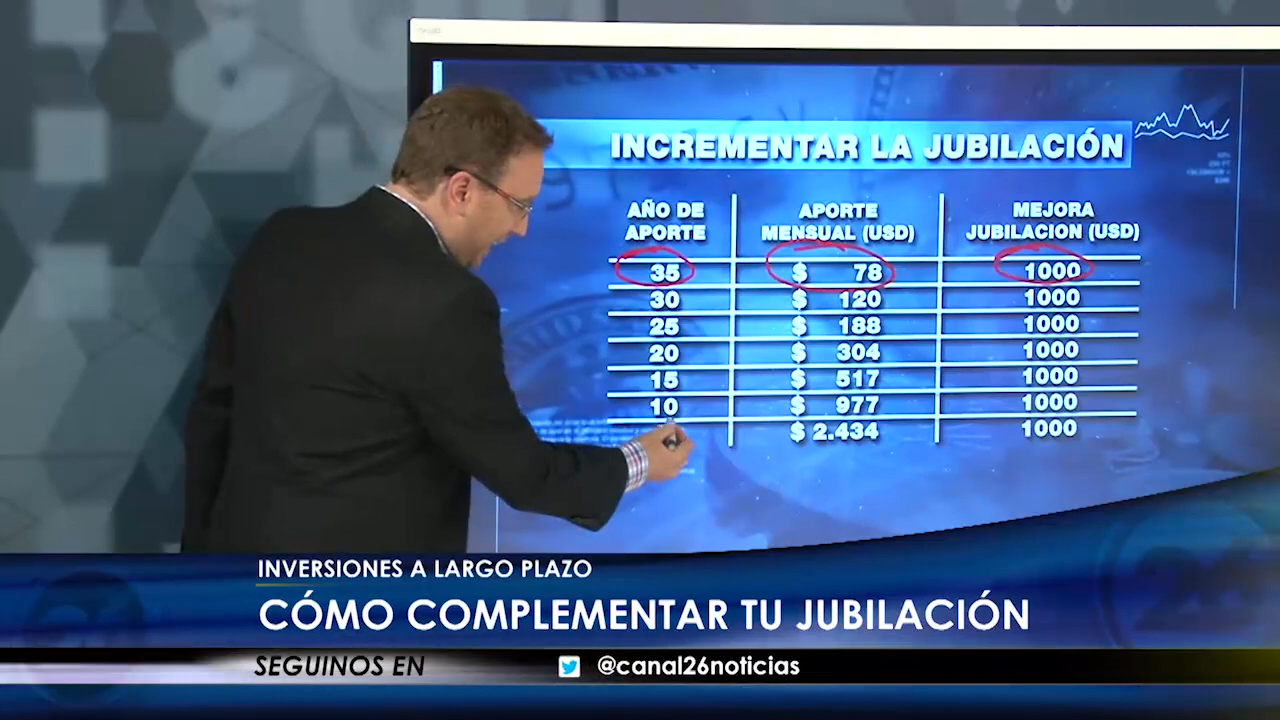 INCREMENTAR LA JUBILACIÓN
AÑO DE
APORTE
APORTE
MENSUAL (USD)
MEJORA
JUBILACION (USD)
35 $ 78 1000
30 $ 120 1000
25 $ 188 1000
20 $ 304 1000
15 $ 517 1000
10 $ 977 1000
$ 2.434 1000
INVERSIONES A LARGO PLAZO
CÓMO COMPLEMENTAR TU JUBILACIÓN
SEGUINOS EN @canal26noticias